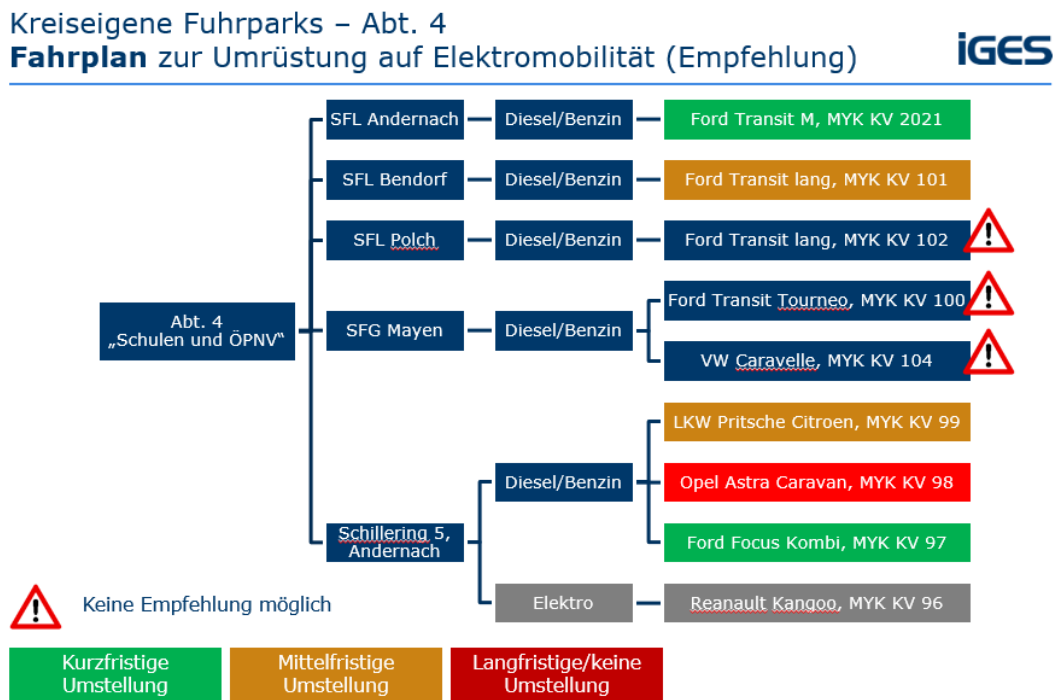 Kreiseigene Fuhrparks – Abt. 4
Fahrplan zur Umrüstung auf Elektromobilität (Empfehlung)
iGES
SFL Andernach
Diesel/Benzin
Ford Transit M, MYK KV 2021
SFL Bendorf
Diesel/Benzin
Ford Transit lang, MYK KV 101
SFL Polch
Diesel/Benzin
Ford Transit lang, MYK KV 102
Abt. 4
„Schulen und ÖPNV“
SFG Mayen
Diesel/Benzin
Ford Transit Tourneo, MYK KV 100
VW Caravelle, MYK KV 104
Schillering 5,
Andernach
Diesel/Benzin
LKW Pritsche Citroen, MYK KV 99
Opel Astra Caravan, MYK KV 98
Ford Focus Kombi, MYK KV 97
Elektro
Reanault Kangoo, MYK KV 96
Keine Empfehlung möglich
Kurzfristige
Umstellung
Mittelfristige
Umstellung
Langfristige/keine
Umstellung